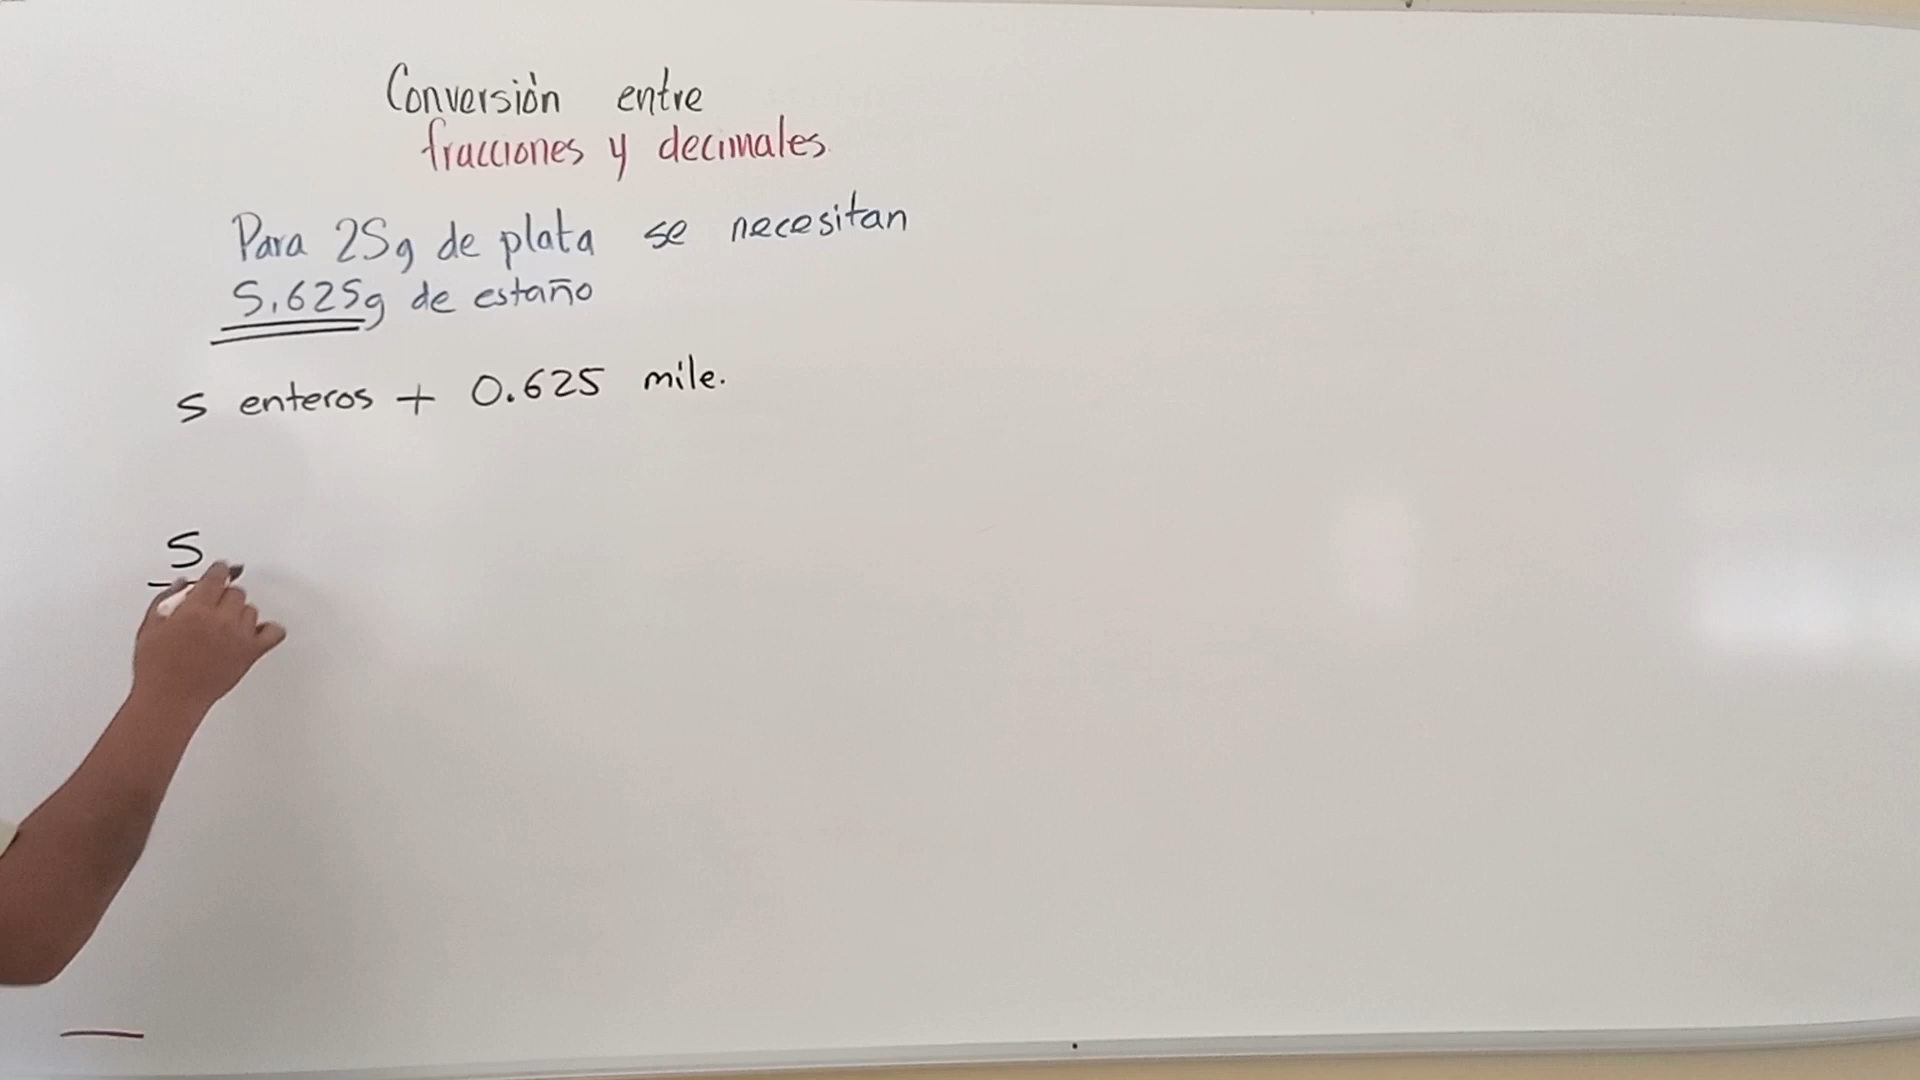 Conversión entre
fracciones y decimales
Para 25g de plata se necesitan
5.625g de estaño
5 enteros + 0.625 mile.
5